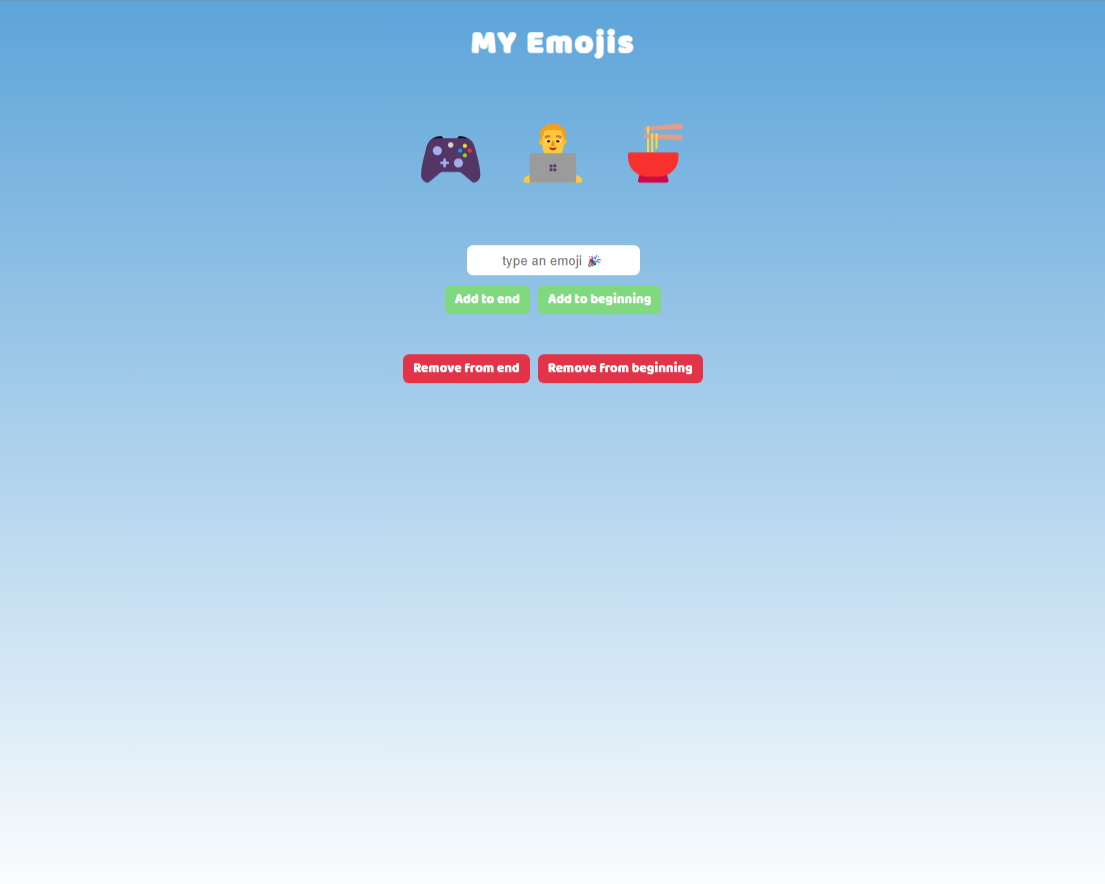 MY Emojis
type an emoji 🎉
Add to end Add to beginning
Remove from end Remove from beginning